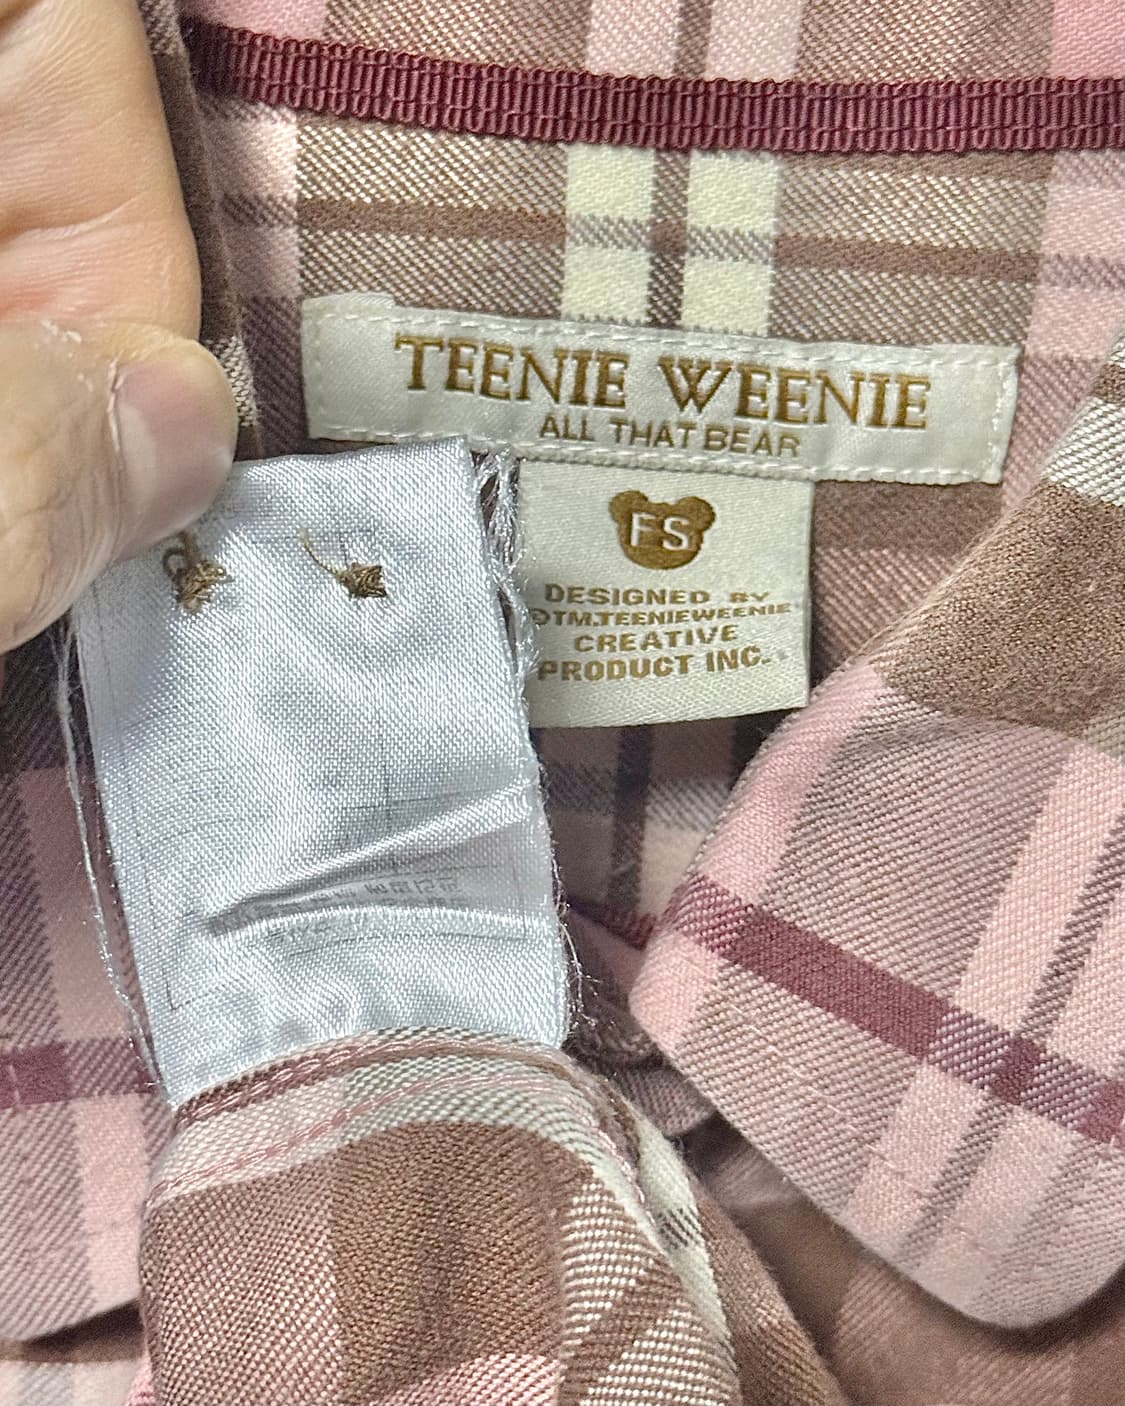 TEENIE WEENIE
ALL THAT BEAR
FS
DESIGNED BY
©TM.TEENIEWEENIE
CREATIVE
PRODUCT INC.